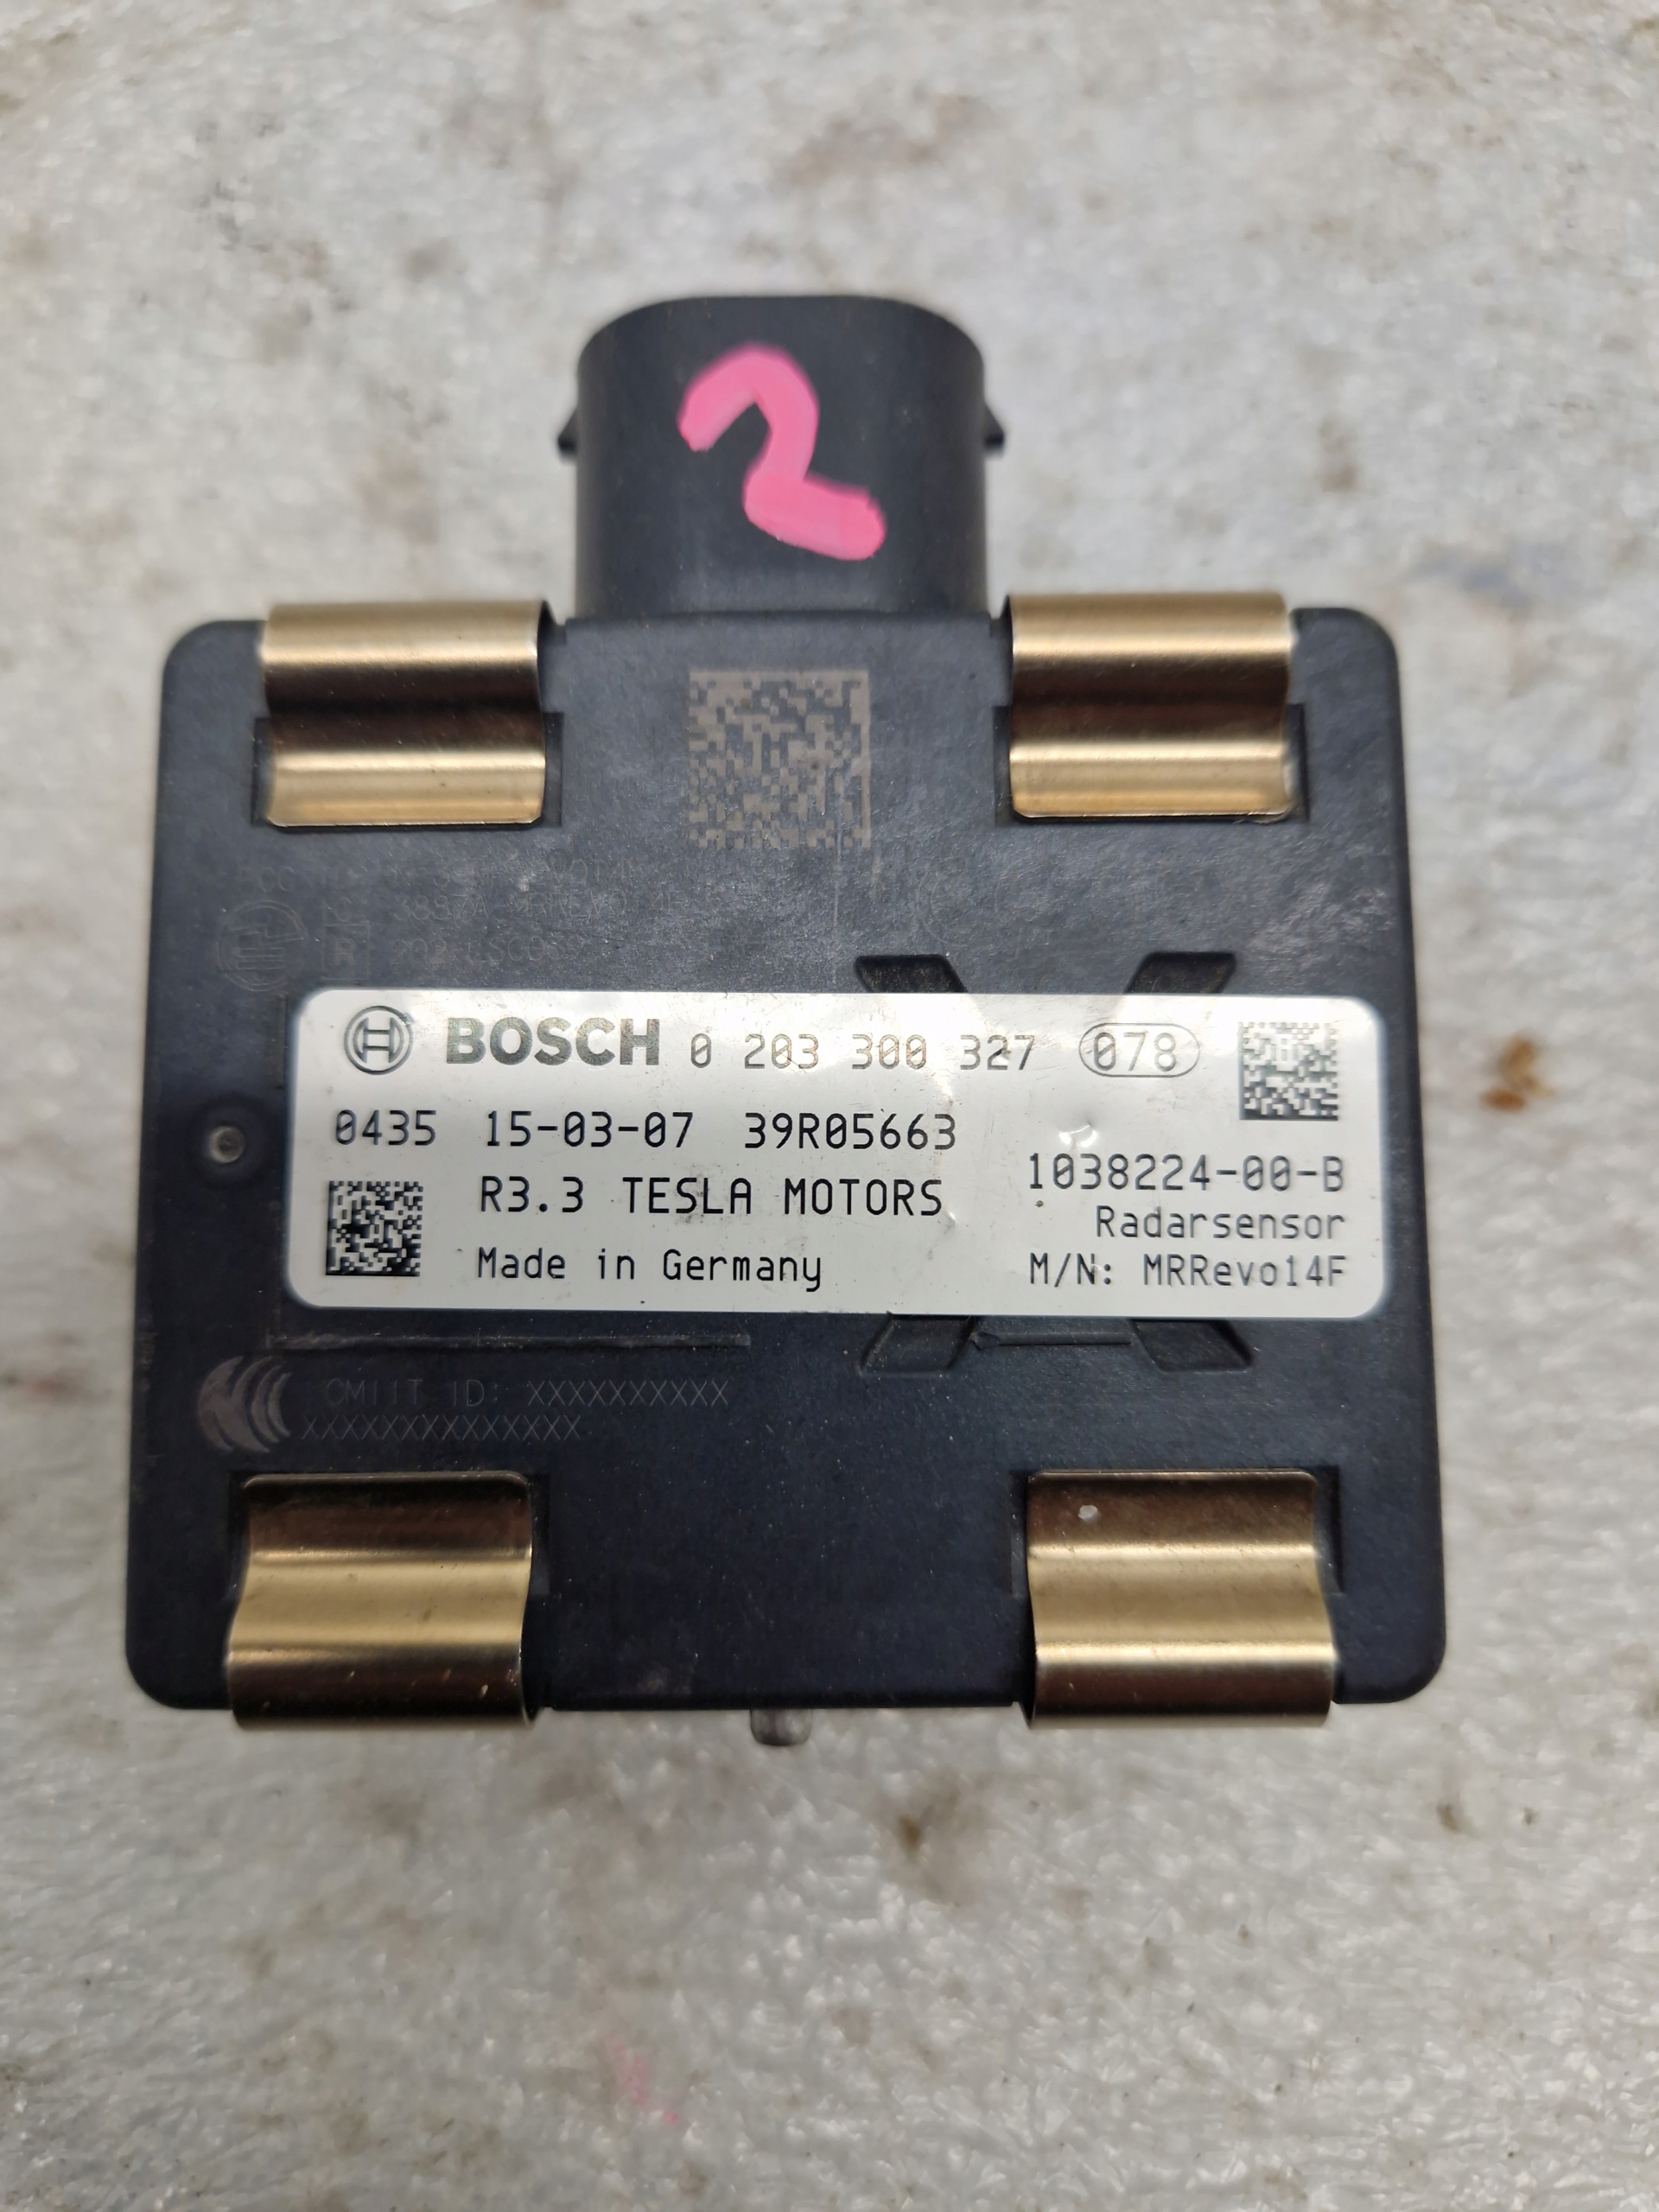 2
BOSCH 0 203 300 327 078
0435 15-03-07 39R05663
1038224-00-B
R3.3 TESLA MOTORS
Radarsensor
Made in Germany
M/N: MRRevo14F
CMIIT ID: XXXXXXXXXX
XXXXXXXXXXXXXX